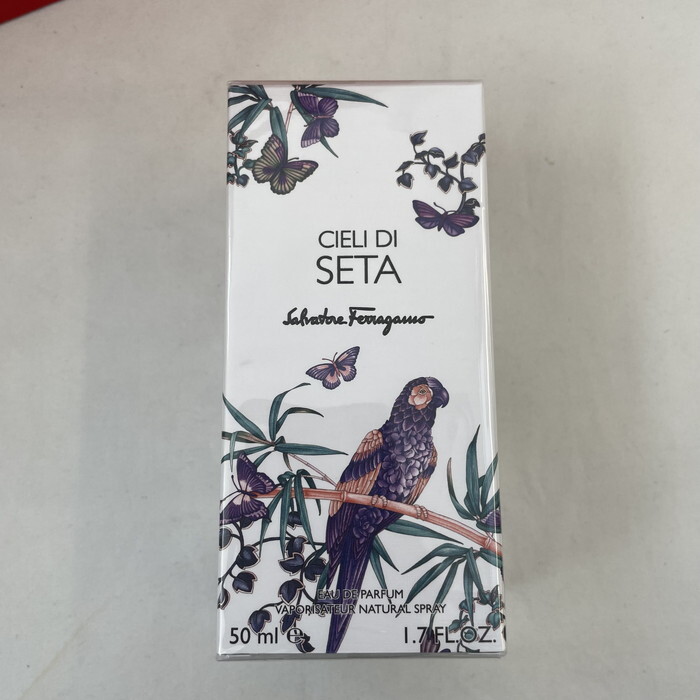 CIELI DI
SETA
Salvatore Ferragamo
EAU DE PARFUM
VAPORISATEUR NATURAL SPRAY
50 ml ℮ 1.7 FL.OZ.